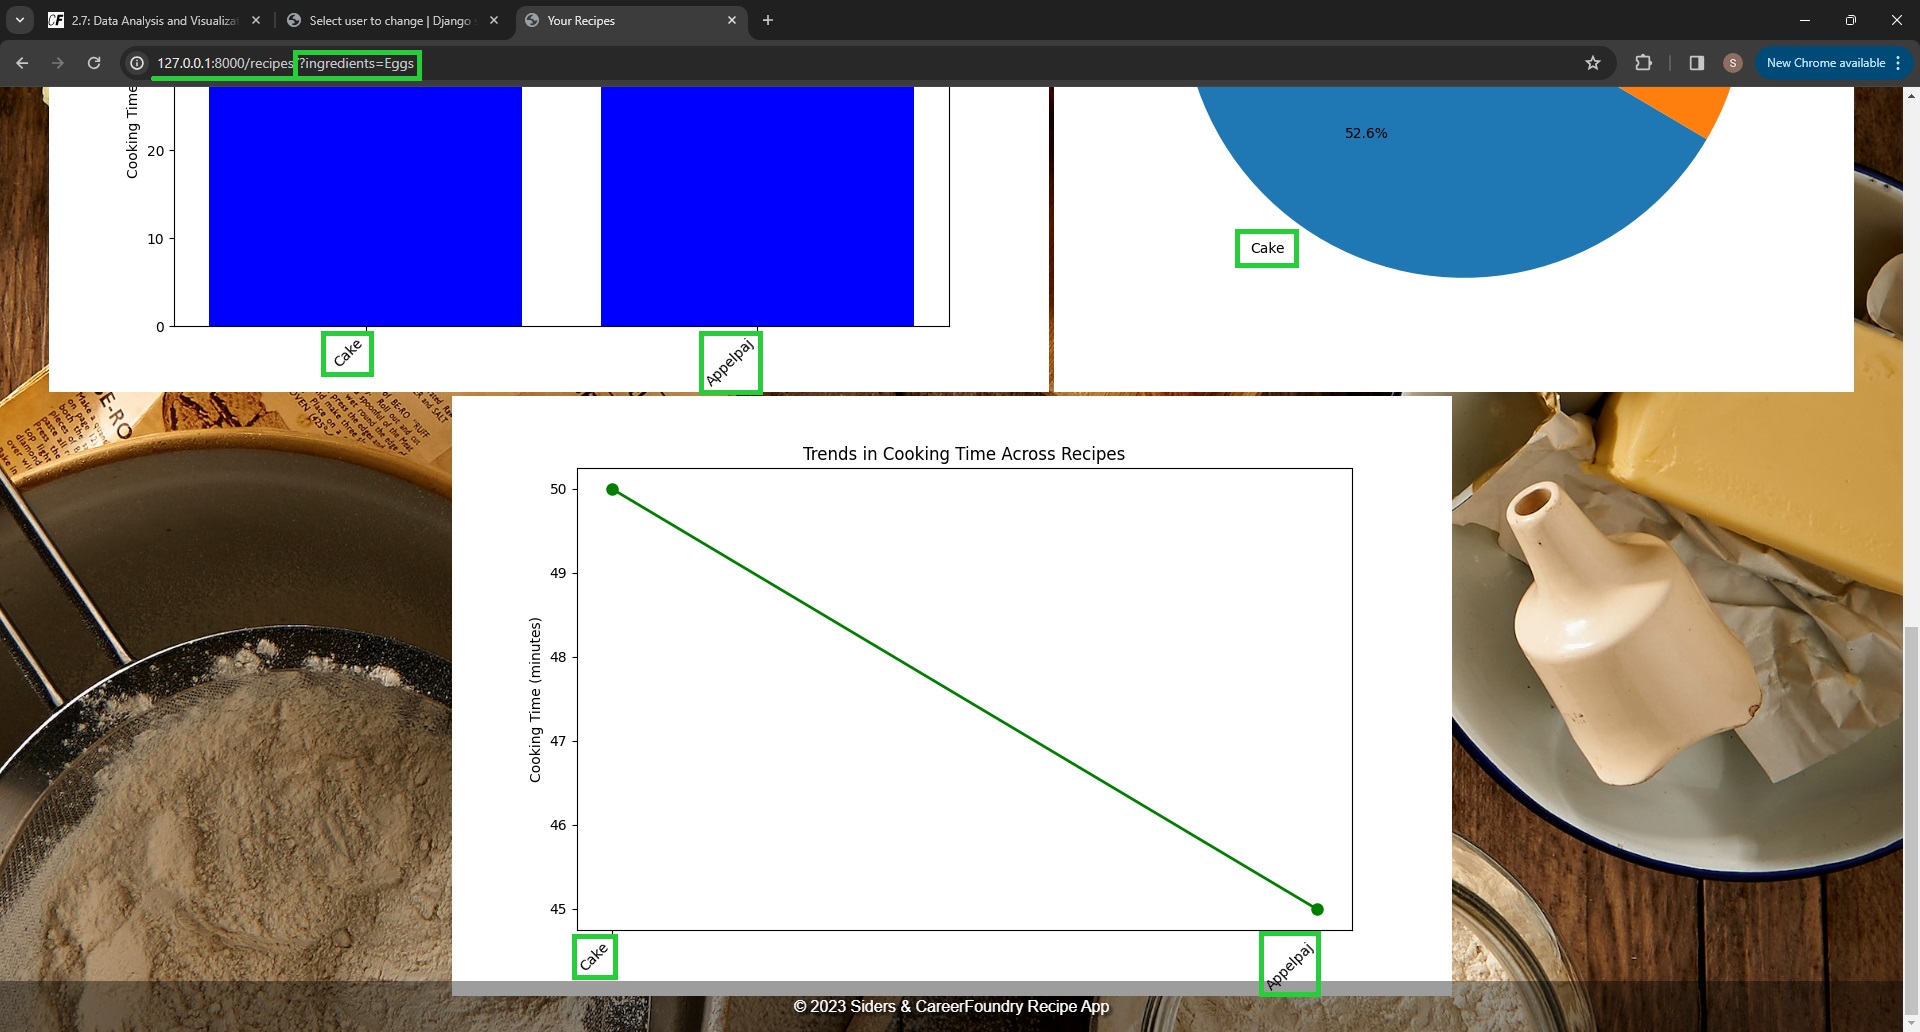 2.7: Data Analysis and Visualiza
Select user to change | Django
Your Recipes
127.0.0.1:8000/recipes/?ingredients=Eggs
New Chrome available
S
Cooking Time
20
10
0
Cake
Appelpaj
52.6%
Cake
DE-RO
Trends in Cooking Time Across Recipes
50
49
48
47
46
45
Cooking Time (minutes)
Cake
Appelpaj
© 2023 Siders & CareerFoundry Recipe App